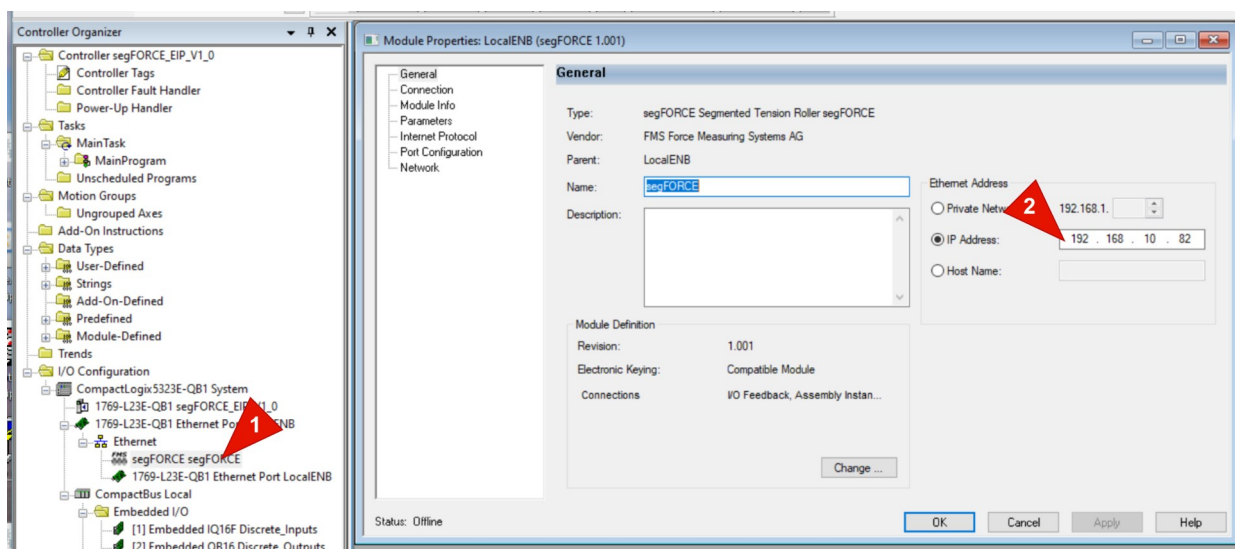 Controller Organizer
Controller segFORCE_EIP_V1_0
Controller Tags
Controller Fault Handler
Power-Up Handler
Tasks
MainTask
MainProgram
Unscheduled Programs
Motion Groups
Ungrouped Axes
Add-On Instructions
Data Types
User-Defined
Strings
Add-On-Defined
Predefined
Module-Defined
Trends
I/O Configuration
CompactLogix5323E-QB1 System
1769-L23E-QB1 segFORCE_EIP_V1_0
1769-L23E-QB1 Ethernet Port LocalENB
1
Ethernet
FMS segFORCE segFORCE
1769-L23E-QB1 Ethernet Port LocalENB
CompactBus Local
Embedded I/O
[1] Embedded IQ16F Discrete_Inputs
[2] Embedded OB16 Discrete_Outputs
Module Properties: LocalENB (segFORCE 1.001)
General
Connection
Module Info
Parameters
Internet Protocol
Port Configuration
Network
General
Type: segFORCE Segmented Tension Roller segFORCE
Vendor: FMS Force Measuring Systems AG
Parent: LocalENB
Name: segFORCE
Description:
Ethernet Address
Private Netw 2 192.168.1.
IP Address: 192 . 168 . 10 . 82
Host Name:
Module Definition
Revision: 1.001
Electronic Keying: Compatible Module
Connections I/O Feedback, Assembly Instan...
Change ...
Status: Offline
OK Cancel Apply Help